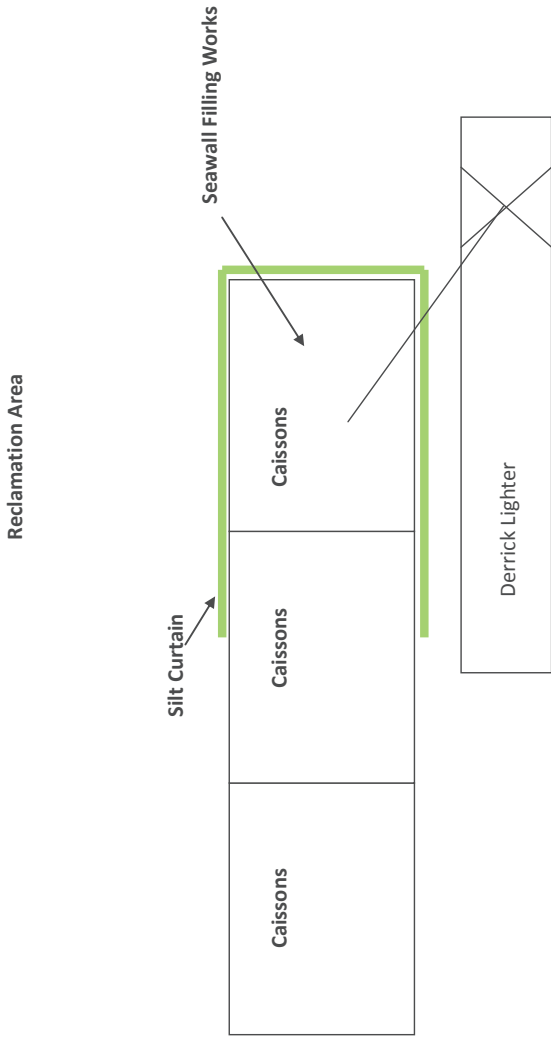 Reclamation Area
Seawall Filling Works
Silt Curtain
Caissons
Caissons
Caissons
Derrick Lighter